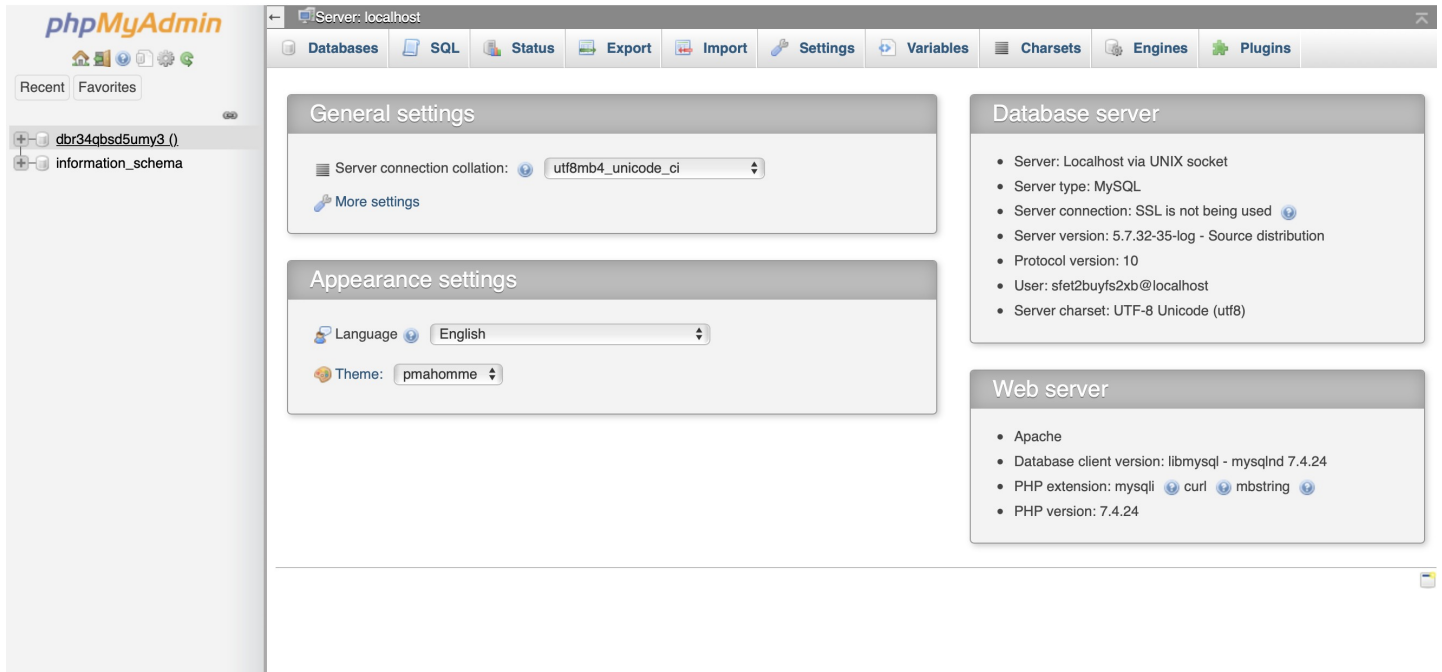 phpMyAdmin
Recent Favorites
dbr34qbsd5umy3 ()
information_schema
← Server: localhost
Databases SQL Status Export Import Settings Variables Charsets Engines Plugins
General settings
Server connection collation: utf8mb4_unicode_ci
More settings
Appearance settings
Language English
Theme: pmahomme
Database server
• Server: Localhost via UNIX socket
• Server type: MySQL
• Server connection: SSL is not being used
• Server version: 5.7.32-35-log - Source distribution
• Protocol version: 10
• User: sfet2buyfs2xb@localhost
• Server charset: UTF-8 Unicode (utf8)
Web server
• Apache
• Database client version: libmysql - mysqlnd 7.4.24
• PHP extension: mysqli curl mbstring
• PHP version: 7.4.24